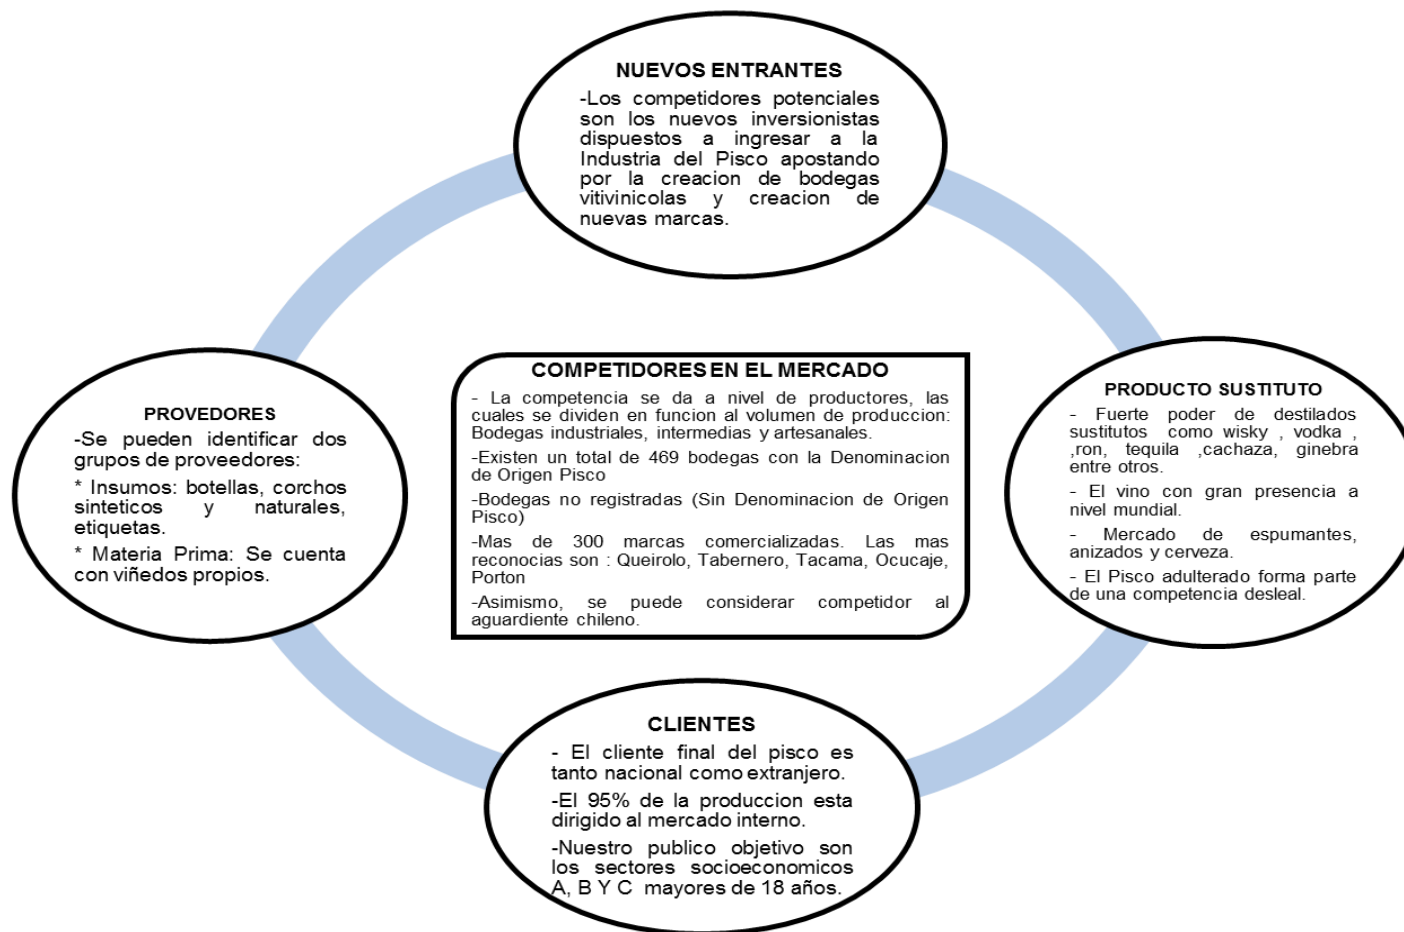 NUEVOS ENTRANTES
-Los competidores potenciales
son los nuevos inversionistas
dispuestos a ingresar a la
Industria del Pisco apostando
por la creacion de bodegas
vitivinicolas y creacion de
nuevas marcas.
PROVEDORES
-Se pueden identificar dos
grupos de proveedores:
* Insumos: botellas, corchos
sinteticos y naturales,
etiquetas.
* Materia Prima: Se cuenta
con viñedos propios.
COMPETIDORES EN EL MERCADO
- La competencia se da a nivel de productores, las
cuales se dividen en funcion al volumen de produccion:
Bodegas industriales, intermedias y artesanales.
-Existen un total de 469 bodegas con la Denominacion
de Origen Pisco
-Bodegas no registradas (Sin Denominacion de Origen
Pisco)
-Mas de 300 marcas comercializadas. Las mas
reconocias son : Queirolo, Tabernero, Tacama, Ocucaje,
Porton
-Asimismo, se puede considerar competidor al
aguardiente chileno.
PRODUCTO SUSTITUTO
- Fuerte poder de destilados
sustitutos como wisky , vodka ,
,ron, tequila ,cachaza, ginebra
entre otros.
- El vino con gran presencia a
nivel mundial.
- Mercado de espumantes,
anizados y cerveza.
- El Pisco adulterado forma parte
de una competencia desleal.
CLIENTES
- El cliente final del pisco es
tanto nacional como extranjero.
-El 95% de la produccion esta
dirigido al mercado interno.
-Nuestro publico objetivo son
los sectores socioeconomicos
A, B Y C mayores de 18 años.